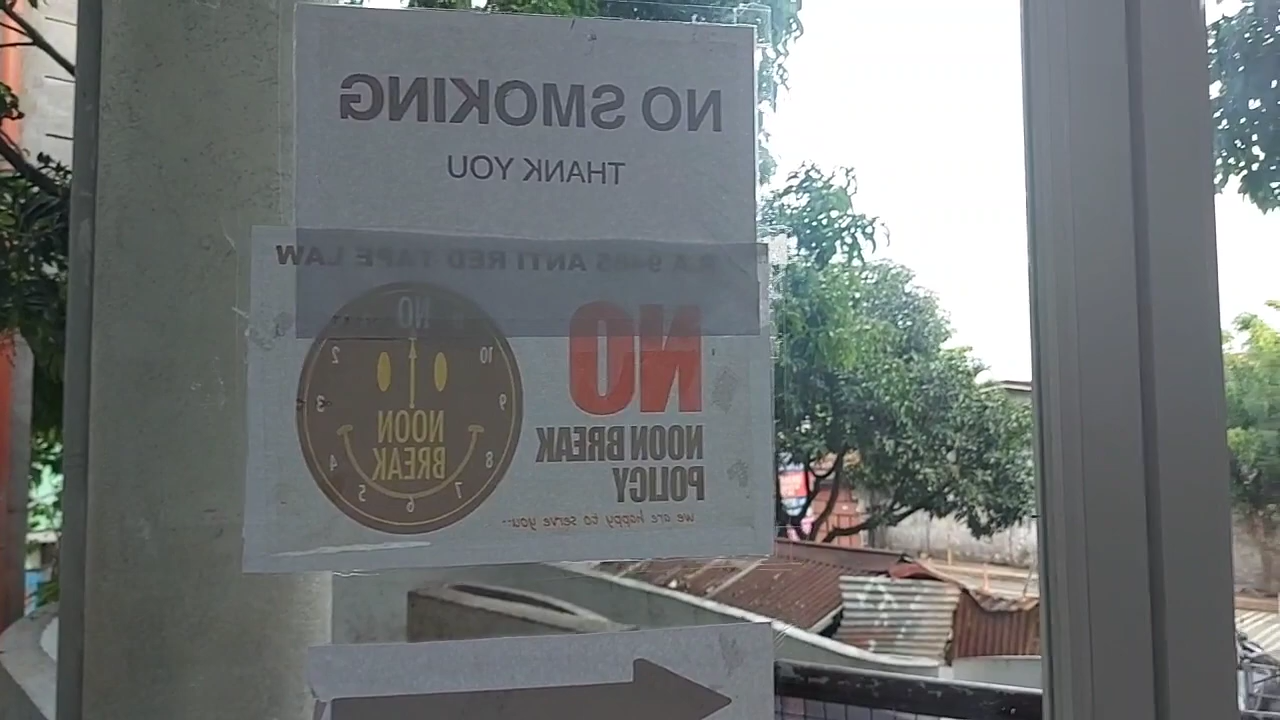 NO SMOKING
THANK YOU
R.A 9485 ANTI RED TAPE LAW
NO
NOON BREAK
POLICY
we are happy to serve you...
NO
10
2
9
3
NOON
BREAK
8
4
7
6
5